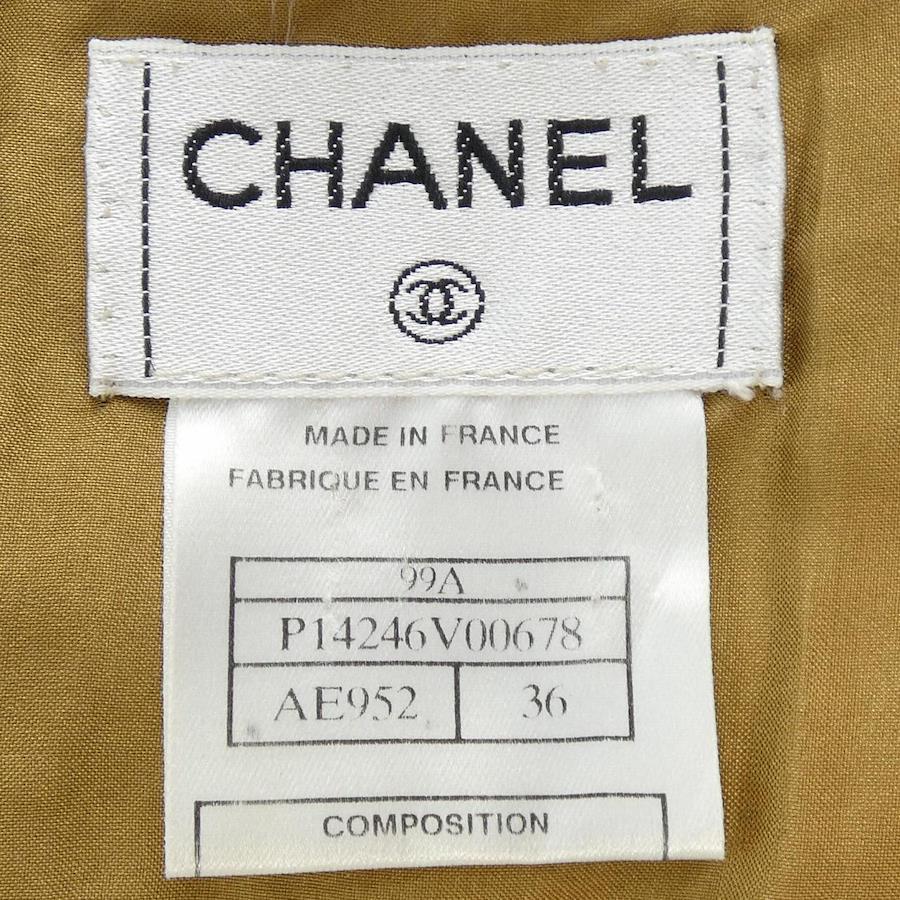 CHANEL
MADE IN FRANCE
FABRIQUE EN FRANCE
99A
P14246V00678
AE952 36
COMPOSITION